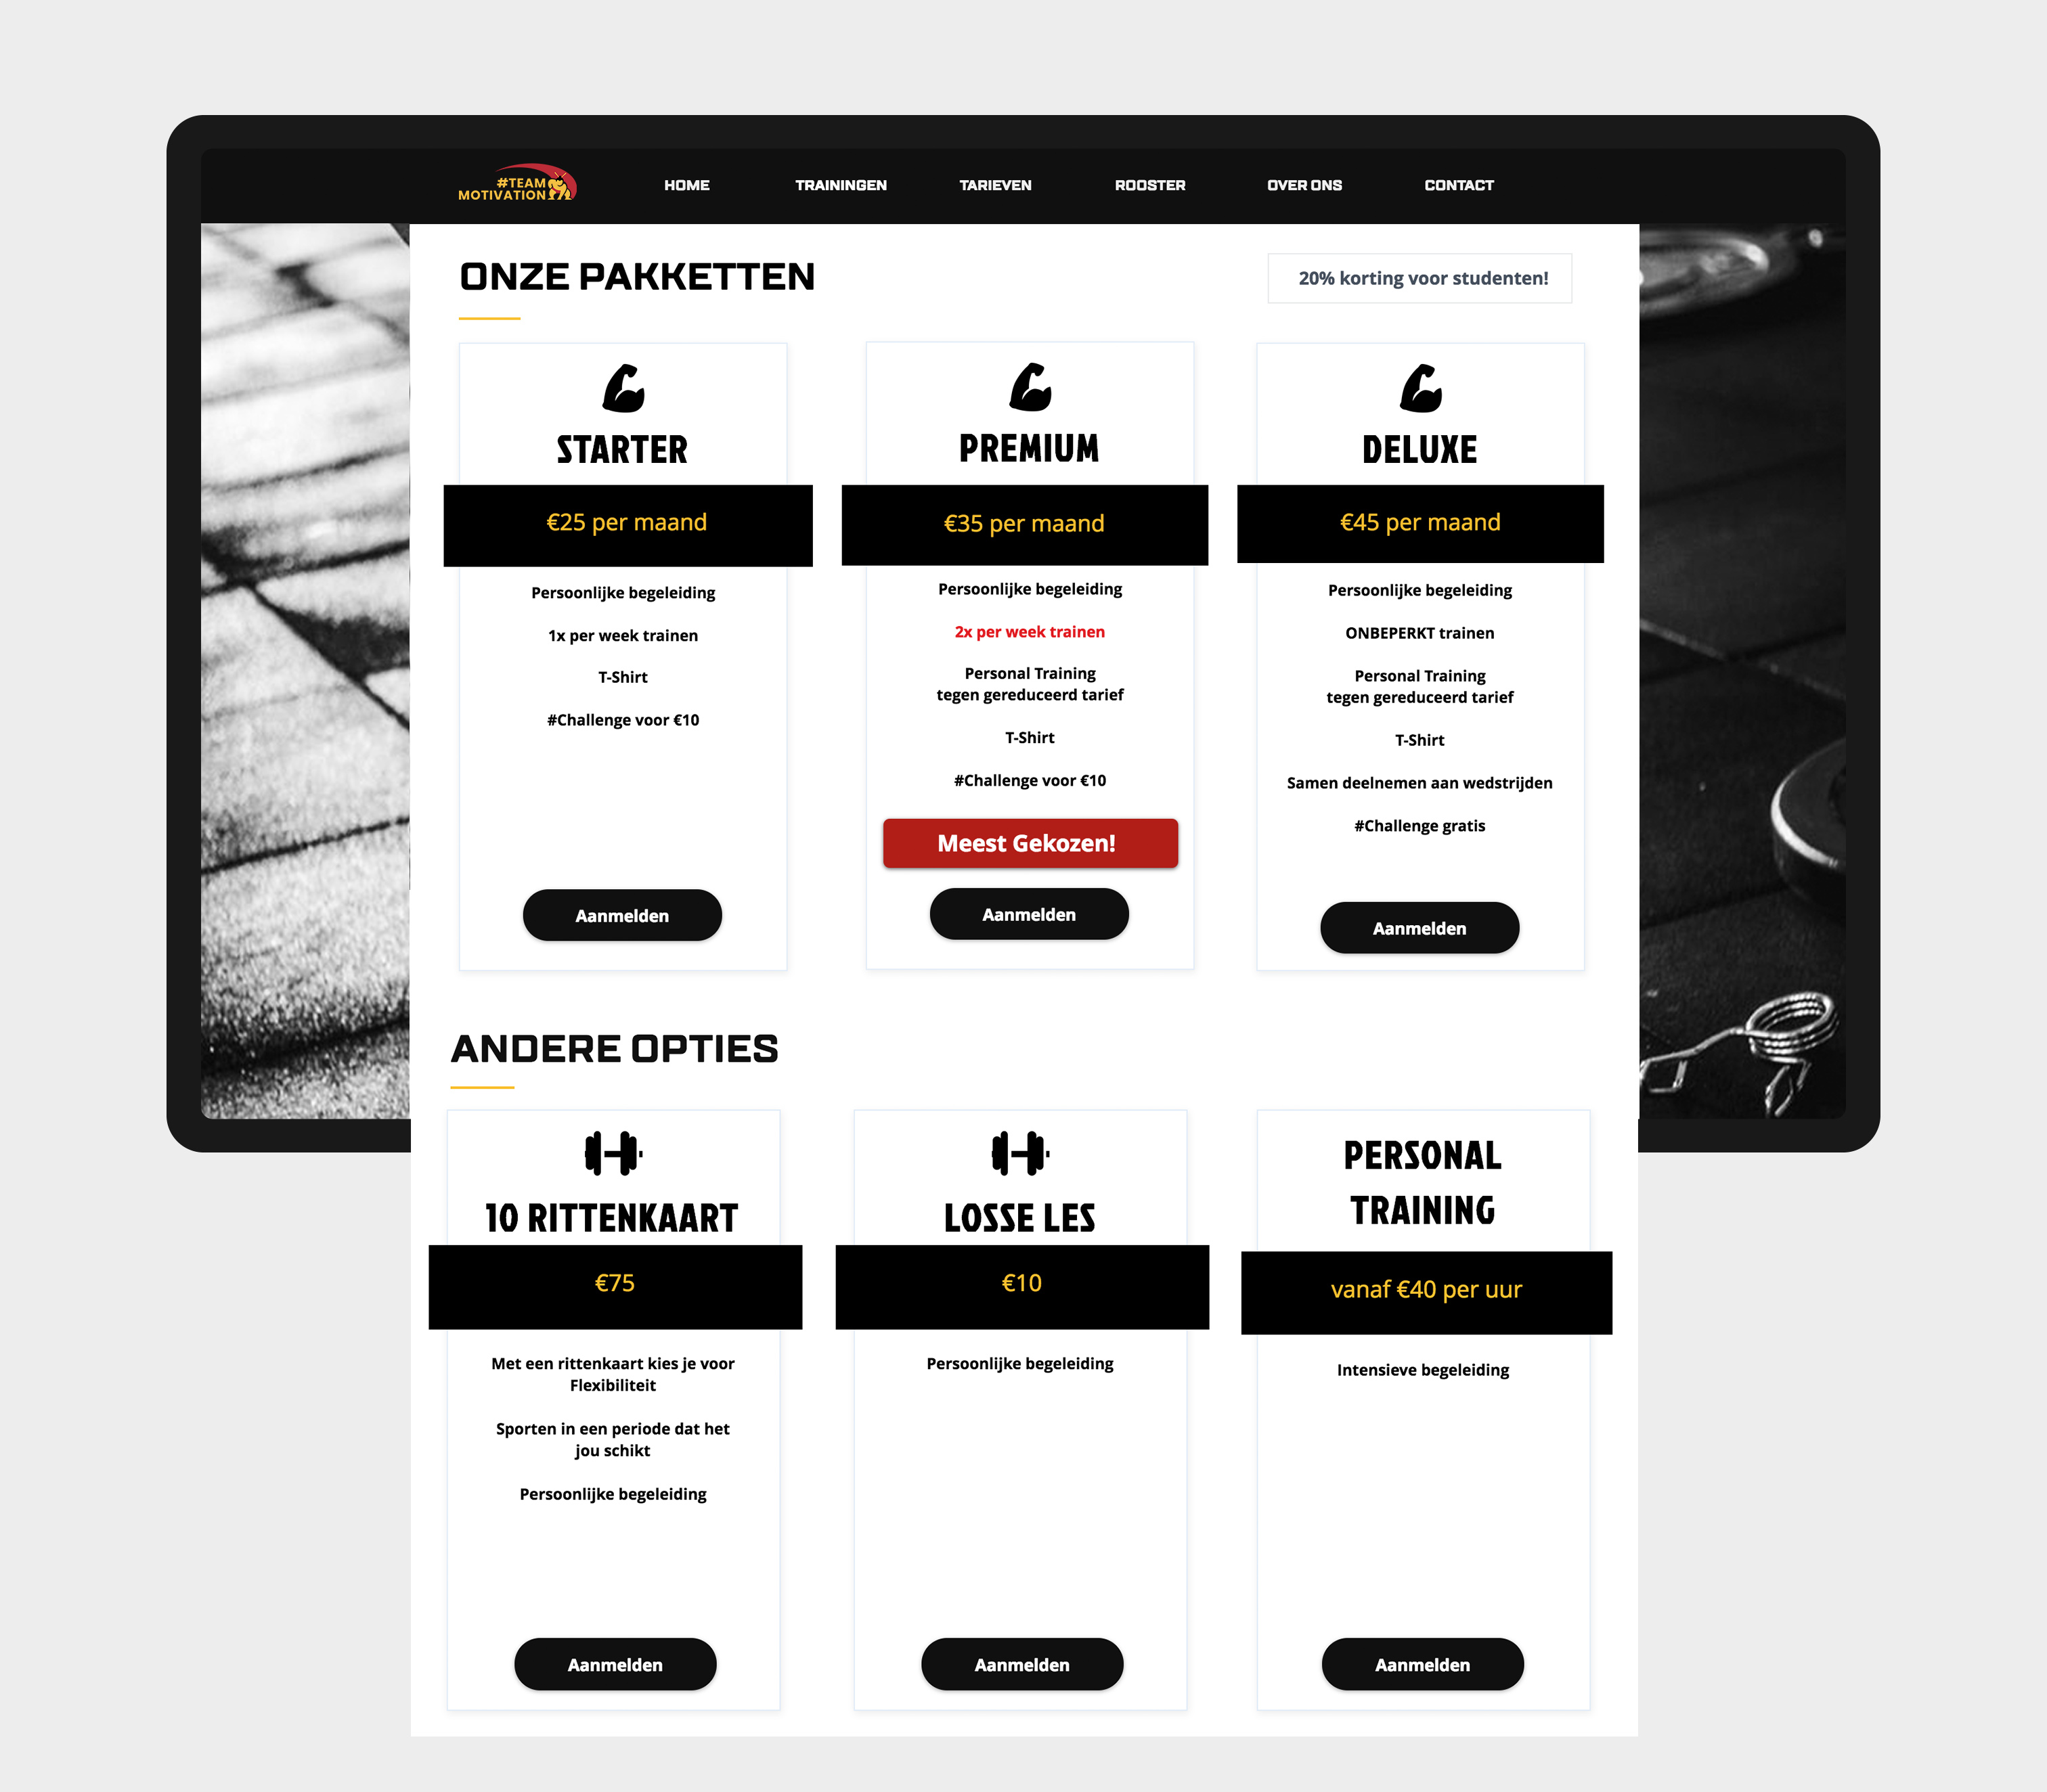 #TEAM
MOTIVATION
HOME
TRAININGEN
TARIEVEN
ROOSTER
OVER ONS
CONTACT
ONZE PAKKETTEN
20% korting voor studenten!
STARTER
€25 per maand
Persoonlijke begeleiding
1x per week trainen
T-Shirt
#Challenge voor €10
Aanmelden
PREMIUM
€35 per maand
Persoonlijke begeleiding
2x per week trainen
Personal Training
tegen gereduceerd tarief
T-Shirt
#Challenge voor €10
Meest Gekozen!
Aanmelden
DELUXE
€45 per maand
Persoonlijke begeleiding
ONBEPERKT trainen
Personal Training
tegen gereduceerd tarief
T-Shirt
Samen deelnemen aan wedstrijden
#Challenge gratis
Aanmelden
ANDERE OPTIES
10 RITTENKAART
€75
Met een rittenkaart kies je voor
Flexibiliteit
Sporten in een periode dat het
jou schikt
Persoonlijke begeleiding
Aanmelden
LOSSE LES
€10
Persoonlijke begeleiding
Aanmelden
PERSONAL
TRAINING
vanaf €40 per uur
Intensieve begeleiding
Aanmelden